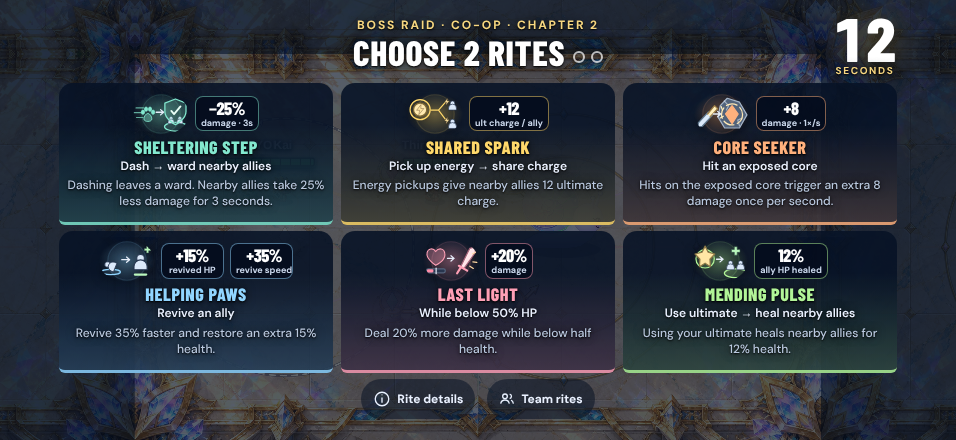 BOSS RAID · CO-OP · CHAPTER 2
CHOOSE 2 RITES
12
SECONDS
-25%
damage · 3s
SHELTERING STEP
Dash → ward nearby allies
Dashing leaves a ward. Nearby allies take 25%
less damage for 3 seconds.
+12
ult charge / ally
SHARED SPARK
Pick up energy → share charge
Energy pickups give nearby allies 12 ultimate
charge.
+8
damage · 1×/s
CORE SEEKER
Hit an exposed core
Hits on the exposed core trigger an extra 8
damage once per second.
+15%
revived HP
+35%
revive speed
HELPING PAWS
Revive an ally
Revive 35% faster and restore an extra 15%
health.
+20%
damage
LAST LIGHT
While below 50% HP
Deal 20% more damage while below half
health.
12%
ally HP healed
MENDING PULSE
Use ultimate → heal nearby allies
Using your ultimate heals nearby allies for
12% health.
Rite details
Team rites